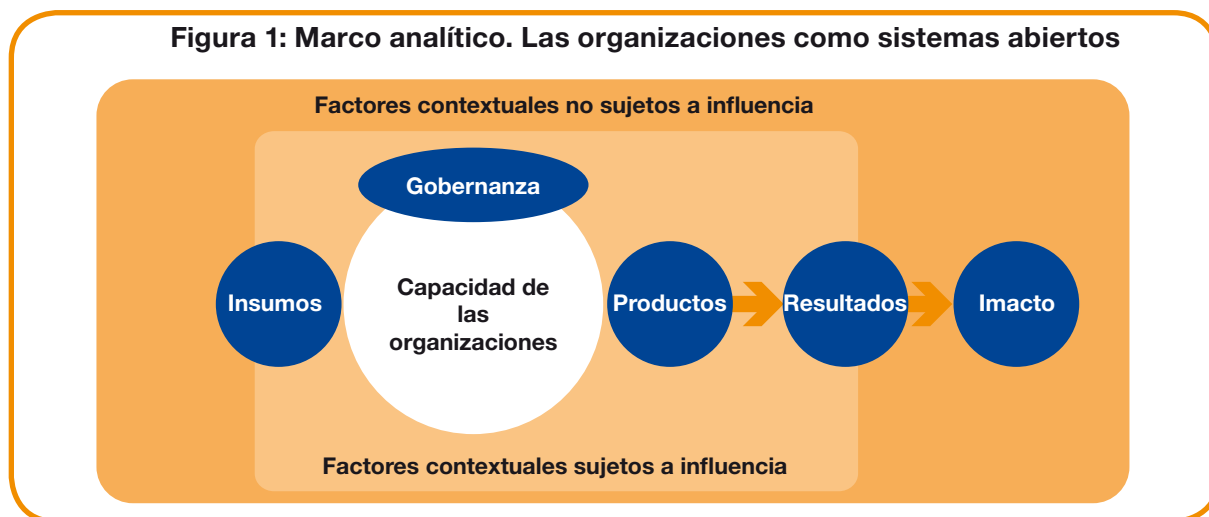 Figura 1: Marco analítico. Las organizaciones como sistemas abiertos
Factores contextuales no sujetos a influencia
Gobernanza
Insumos
Capacidad de
las
organizaciones
Productos
Resultados
Imacto
Factores contextuales sujetos a influencia